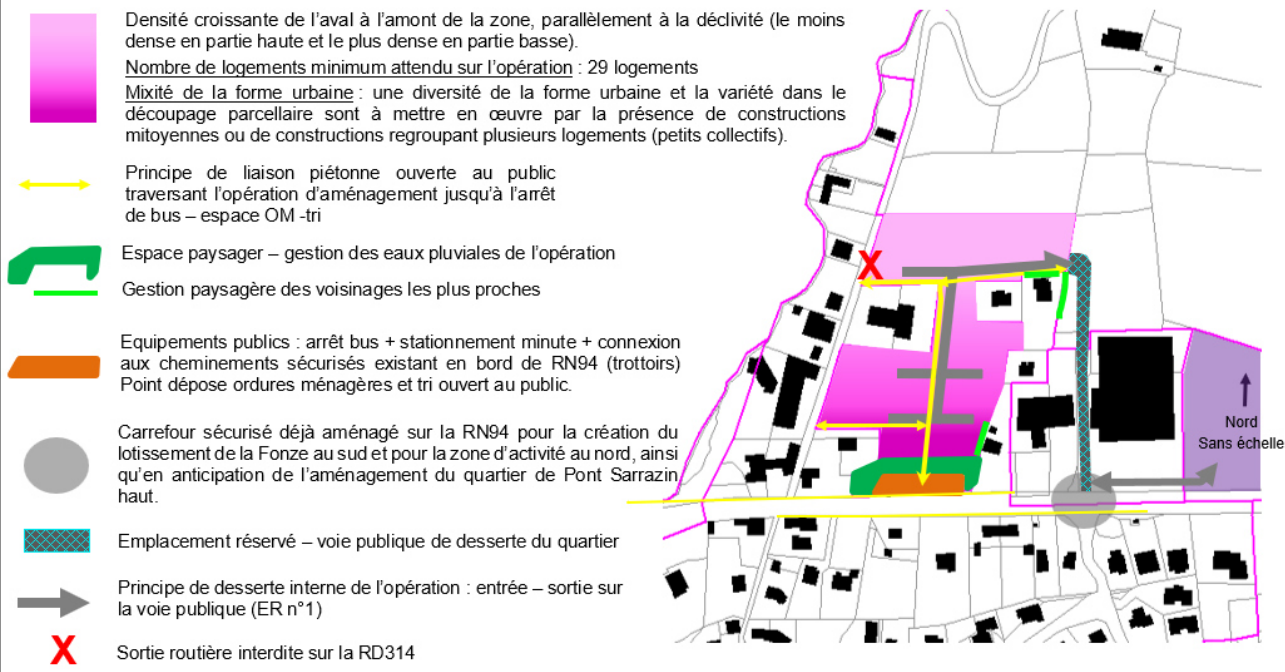 Densité croissante de l'aval à l'amont de la zone, parallèlement à la déclivité (le moins
dense en partie haute et le plus dense en partie basse).
Nombre de logements minimum attendu sur l'opération : 29 logements
Mixité de la forme urbaine : une diversité de la forme urbaine et la variété dans le
découpage parcellaire sont à mettre en œuvre par la présence de constructions
mitoyennes ou de constructions regroupant plusieurs logements (petits collectifs).
Principe de liaison piétonne ouverte au public
traversant l'opération d'aménagement jusqu'à l'arrêt
de bus – espace OM -tri
Espace paysager – gestion des eaux pluviales de l'opération
Gestion paysagère des voisinages les plus proches
Equipements publics : arrêt bus + stationnement minute + connexion
aux cheminements sécurisés existant en bord de RN94 (trottoirs)
Point dépose ordures ménagères et tri ouvert au public.
Carrefour sécurisé déjà aménagé sur la RN94 pour la création du
lotissement de la Fonze au sud et pour la zone d'activité au nord, ainsi
qu'en anticipation de l'aménagement du quartier de Pont Sarrazin
haut.
Emplacement réservé – voie publique de desserte du quartier
Principe de desserte interne de l'opération : entrée – sortie sur
la voie publique (ER n°1)
X Sortie routière interdite sur la RD314
X
Nord
Sans échelle